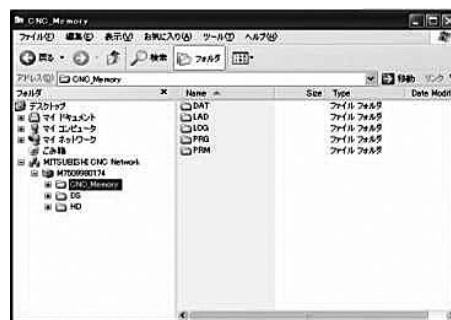 CNC_Memory
ファイル(F) 編集(E) 表示(V) お気に入り(A) ツール(T) ヘルプ(H)
戻る 検索 フォルダ
アドレス(D) CNC_Memory 移動 リンク
フォルダ × Name Size Type Date Modifi
デスクトップ
マイ ドキュメント
マイ コンピュータ
マイ ネットワーク
ごみ箱
MITSUBISHI CNC Network
M7509980174
CNC_Memory
DS
HD
DAT ファイル フォルダ
LAD ファイル フォルダ
LOG ファイル フォルダ
PRG ファイル フォルダ
PRM ファイル フォルダ